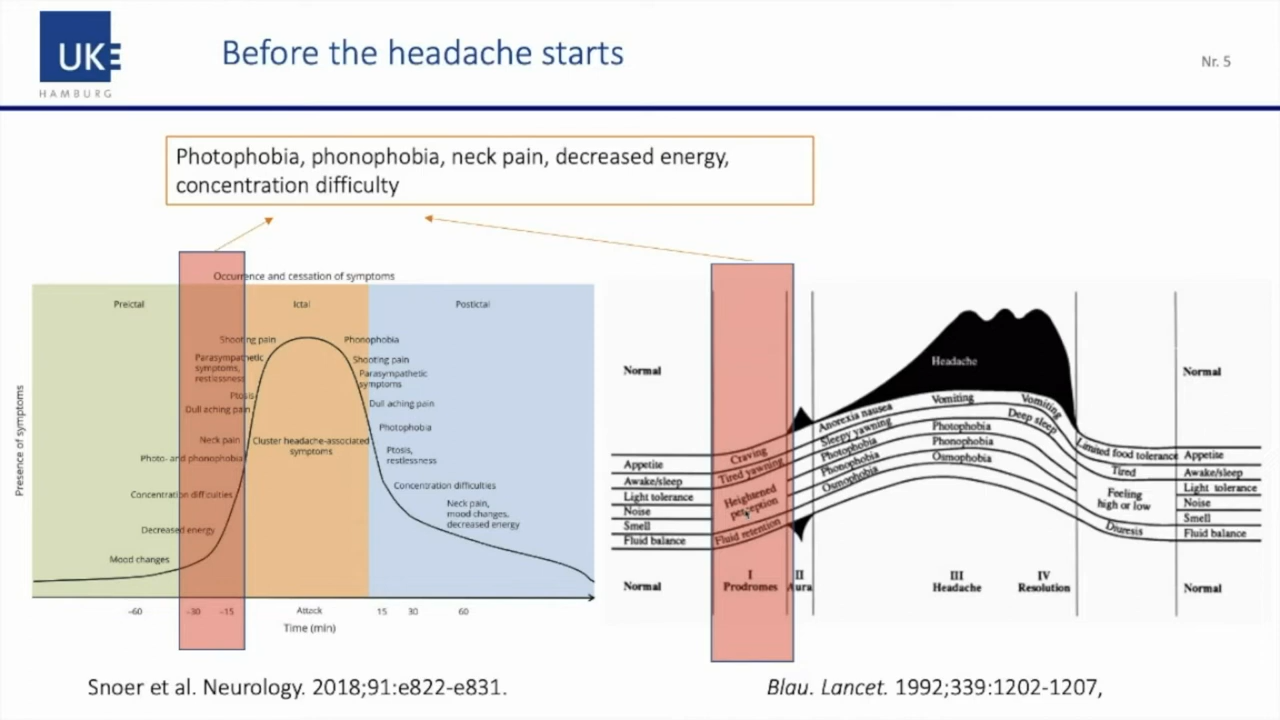 UKE
HAMBURG
Before the headache starts
Nr. 5
Photophobia, phonophobia, neck pain, decreased energy,
concentration difficulty
Occurrence and cessation of symptoms
Preictal
Ictal
Postictal
Shooting pain
Parasympathetic
symptoms,
restlessness
Ptosis
Dull aching pain
Neck pain
Photo- and phonophobia
Concentration difficulties
Decreased energy
Mood changes
Cluster headache-associated
symptoms
Phonophobia
Shooting pain
Parasympathetic
symptoms
Dull aching pain
Photophobia
Ptosis,
restlessness
Concentration difficulties
Neck pain,
mood changes,
decreased energy
Presence of symptoms
-60
-30
-15
Attack
15
30
60
Time (min)
Normal
Appetite
Awake/sleep
Light tolerance
Noise
Smell
Fluid balance
Normal
Craving
Tired yawning
Heightened
perception
Fluid retention
I
Prodromes
II
Aura
Headache
Anorexia nausea
Sleepy yawning
Photophobia
Phonophobia
Osmophobia
Vomiting
Photophobia
Phonophobia
Osmophobia
Vomiting
Deep sleep
III
Headache
IV
Resolution
Limited food tolerance
Tired
Feeling
high or low
Diuresis
Normal
Appetite
Awake/sleep
Light tolerance
Noise
Smell
Fluid balance
Normal
Snoer et al. Neurology. 2018;91:e822-e831.
Blau. Lancet. 1992;339:1202-1207,